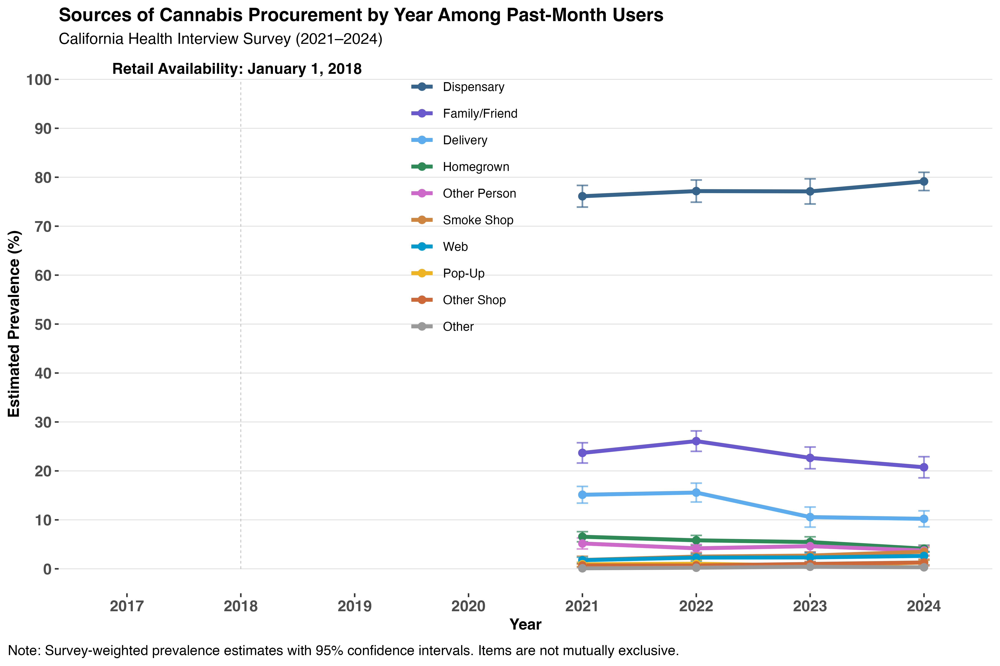 Sources of Cannabis Procurement by Year Among Past-Month Users
California Health Interview Survey (2021–2024)
Retail Availability: January 1, 2018
Estimated Prevalence (%)
100
90
80
70
60
50
40
30
20
10
0
Dispensary
Family/Friend
Delivery
Homegrown
Other Person
Smoke Shop
Web
Pop-Up
Other Shop
Other
2017 2018 2019 2020 2021 2022 2023 2024
Year
Note: Survey-weighted prevalence estimates with 95% confidence intervals. Items are not mutually exclusive.